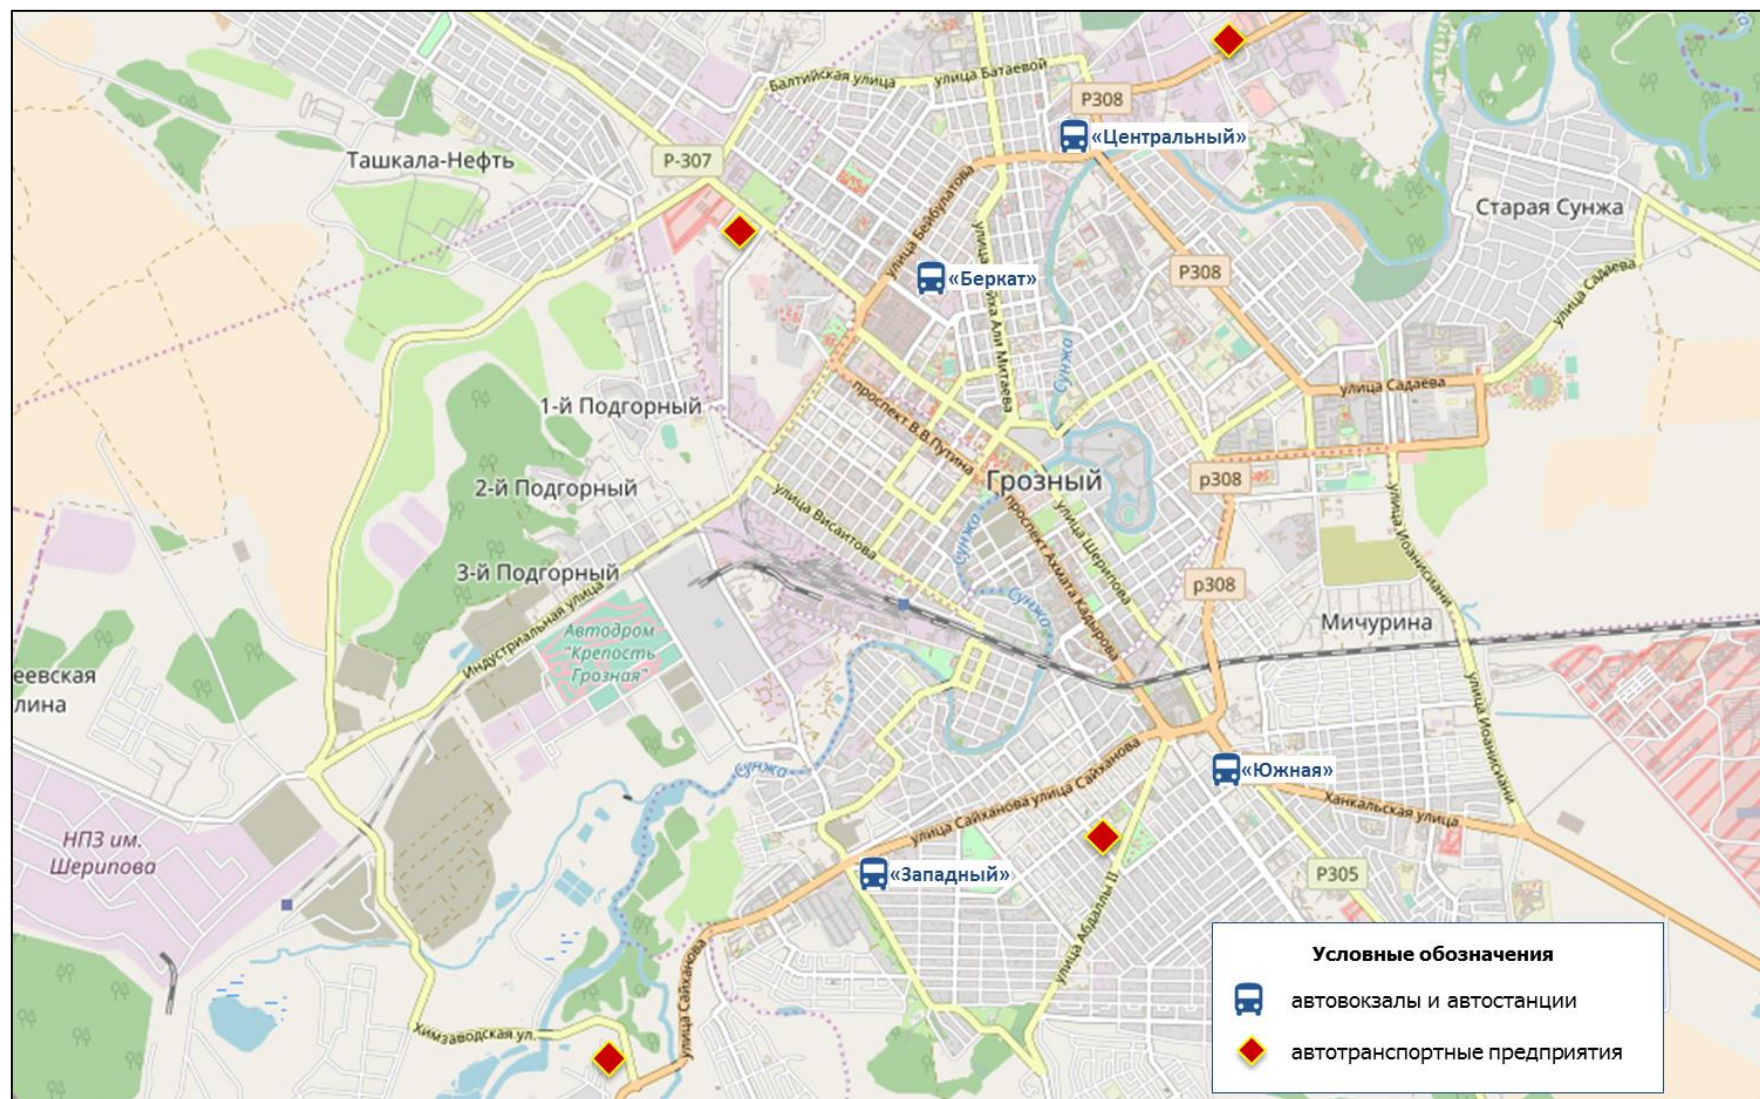 Балтийская улица
улица Батаевой
Р308
«Центральный»
Ташкала-Нефть
Р-307
улица Бейбулатова
Старая Сунжа
«Беркат»
Р308
улица Садаева
Сунжа
улица Садаева
1-й Подгорный
проспект В.В.Путина
2-й Подгорный
Грозный
р308
улица Висаитова
проспект Ахмата Кадырова
улица Шерипова
улица Иоанисиани
Сунжа
3-й Подгорный
р308
Сунжа
Индустриальная улица
Автодром
"Крепость
Грозная"
Мичурина
еевская
лина
улица Иоанисиани
Сунжа
«Южная»
улица Сайханова
улица Сайханова
Ханкальская улица
НПЗ им.
Шерипова
«Западный»
Р305
улица Абдаллы II
улица Сайханова
Химзаводская ул.
Условные обозначения
автовокзалы и автостанции
автотранспортные предприятия